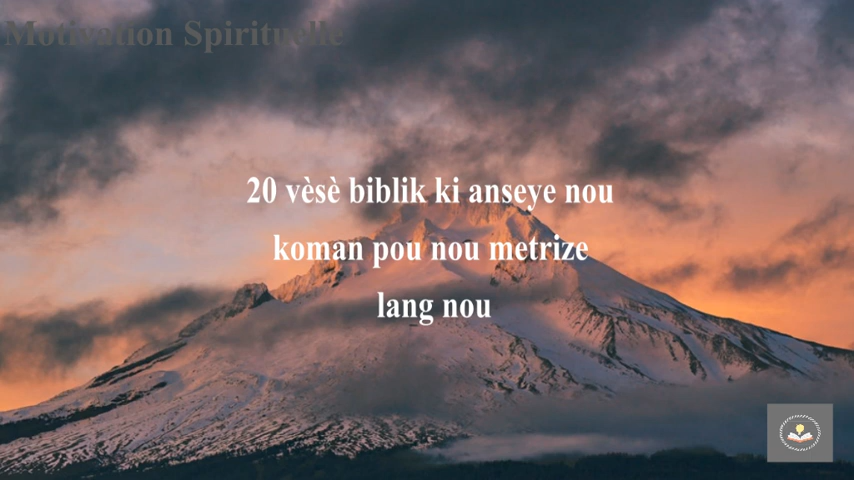 Motivation Spirituelle
20 vèsè biblik ki anseye nou
koman pou nou metrize
lang nou